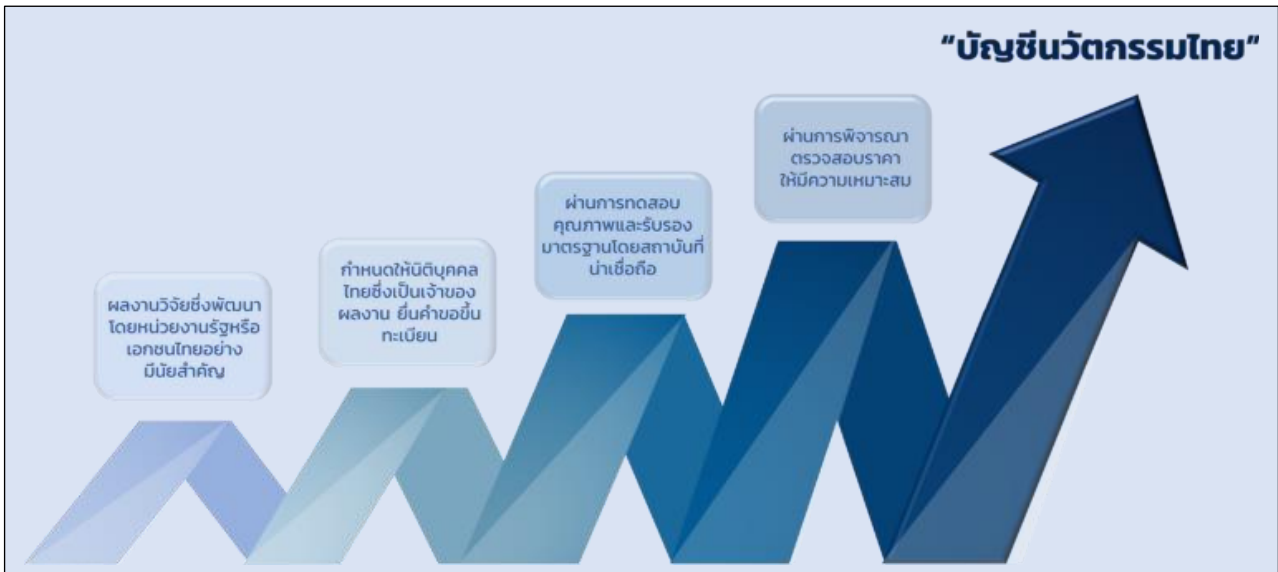 “บัญชีนวัตกรรมไทย”
ผลงานวิจัยซึ่งพัฒนา
โดยหน่วยงานรัฐหรือ
เอกชนไทยอย่าง
มีนัยสำคัญ
กำหนดให้นิติบุคคล
ไทยซึ่งเป็นเจ้าของ
ผลงาน ยื่นคำขอขึ้น
ทะเบียน
ผ่านการทดสอบ
คุณภาพและรับรอง
มาตรฐานโดยสถาบันที่
น่าเชื่อถือ
ผ่านการพิจารณา
ตรวจสอบราคา
ให้มีความเหมาะสม